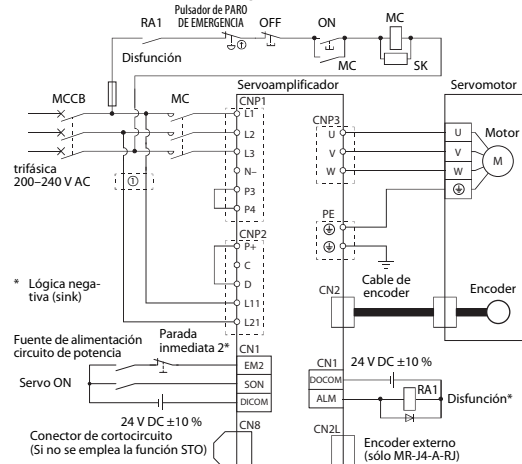 Pulsador de PARO
DE EMERGENCIA
RA1
OFF
ON
MC
①
Disfunción
MC
SK
Servoamplificador
Servomotor
MCCB
MC
CNP1
L1
L2
L3
N–
P3
P4
trifásica
200–240 V AC
①
CNP3
U
V
W
U
V
W
Motor
M
PE
CNP2
P+
C
D
L11
L21
* Lógica nega-
tiva (sink)
CN2
Cable de
encoder
Encoder
Fuente de alimentación
circuito de potencia
Parada
inmediata 2*
Servo ON
CN1
EM2
SON
DICOM
24 V DC ±10 %
CN1
DOCOM
ALM
24 V DC ±10 %
RA1
Disfunción*
Conector de cortocircuito
(Si no se emplea la función STO)
CN8
CN2L
Encoder externo
(sólo MR-J4-A-RJ)